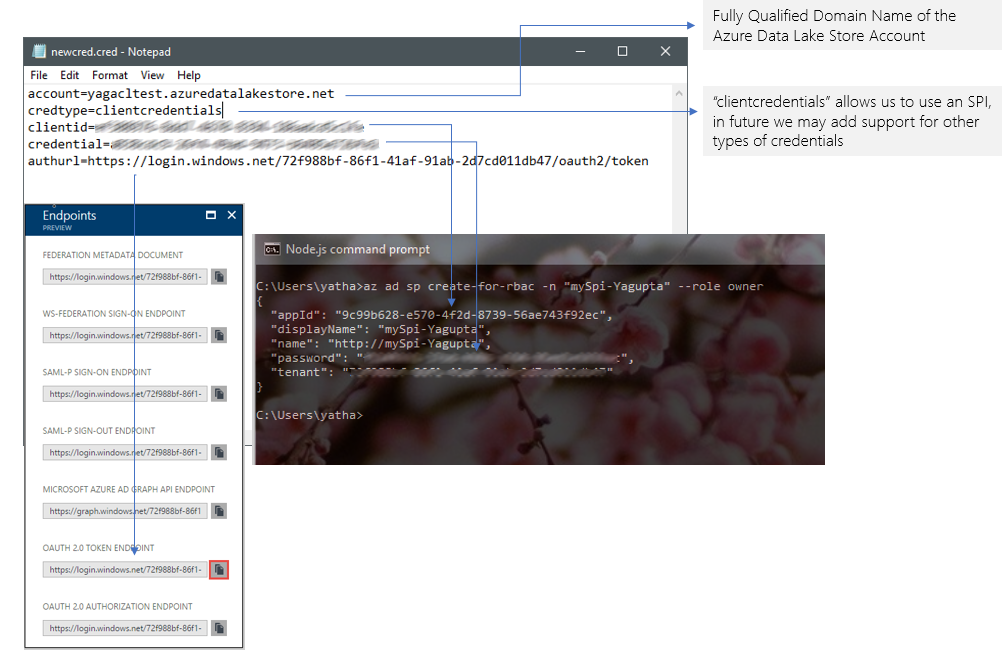 Fully Qualified Domain Name of the
Azure Data Lake Store Account
newcred.cred - Notepad
File Edit Format View Help
account=yagacltest.azuredatalakestore.net
credtype=clientcredentials
clientid=
credential=
authurl=https://login.windows.net/72f988bf-86f1-41af-91ab-2d7cd011db47/oauth2/token
"clientcredentials" allows us to use an SPI,
in future we may add support for other
types of credentials
Endpoints
PREVIEW
FEDERATION METADATA DOCUMENT
https://login.windows.net/72f988bf-86f1-
WS-FEDERATION SIGN-ON ENDPOINT
https://login.windows.net/72f988bf-86f1-
SAML-P SIGN-ON ENDPOINT
https://login.windows.net/72f988bf-86f1-
SAML-P SIGN-OUT ENDPOINT
https://login.windows.net/72f988bf-86f1-
MICROSOFT AZURE AD GRAPH API ENDPOINT
https://graph.windows.net/72f988bf-86f1
OAUTH 2.0 TOKEN ENDPOINT
https://login.windows.net/72f988bf-86f1-
OAUTH 2.0 AUTHORIZATION ENDPOINT
https://login.windows.net/72f988bf-86f1-
Node.js command prompt
C:\Users\yatha>az ad sp create-for-rbac -n "mySpi-Yagupta" --role owner
{
"appId": "9c99b628-e570-4f2d-8739-56ae743f92ec",
"displayName": "mySpi-Yagupta",
"name": "http://mySpi-Yagupta",
"password": "",
"tenant": "
}
C:\Users\yatha>